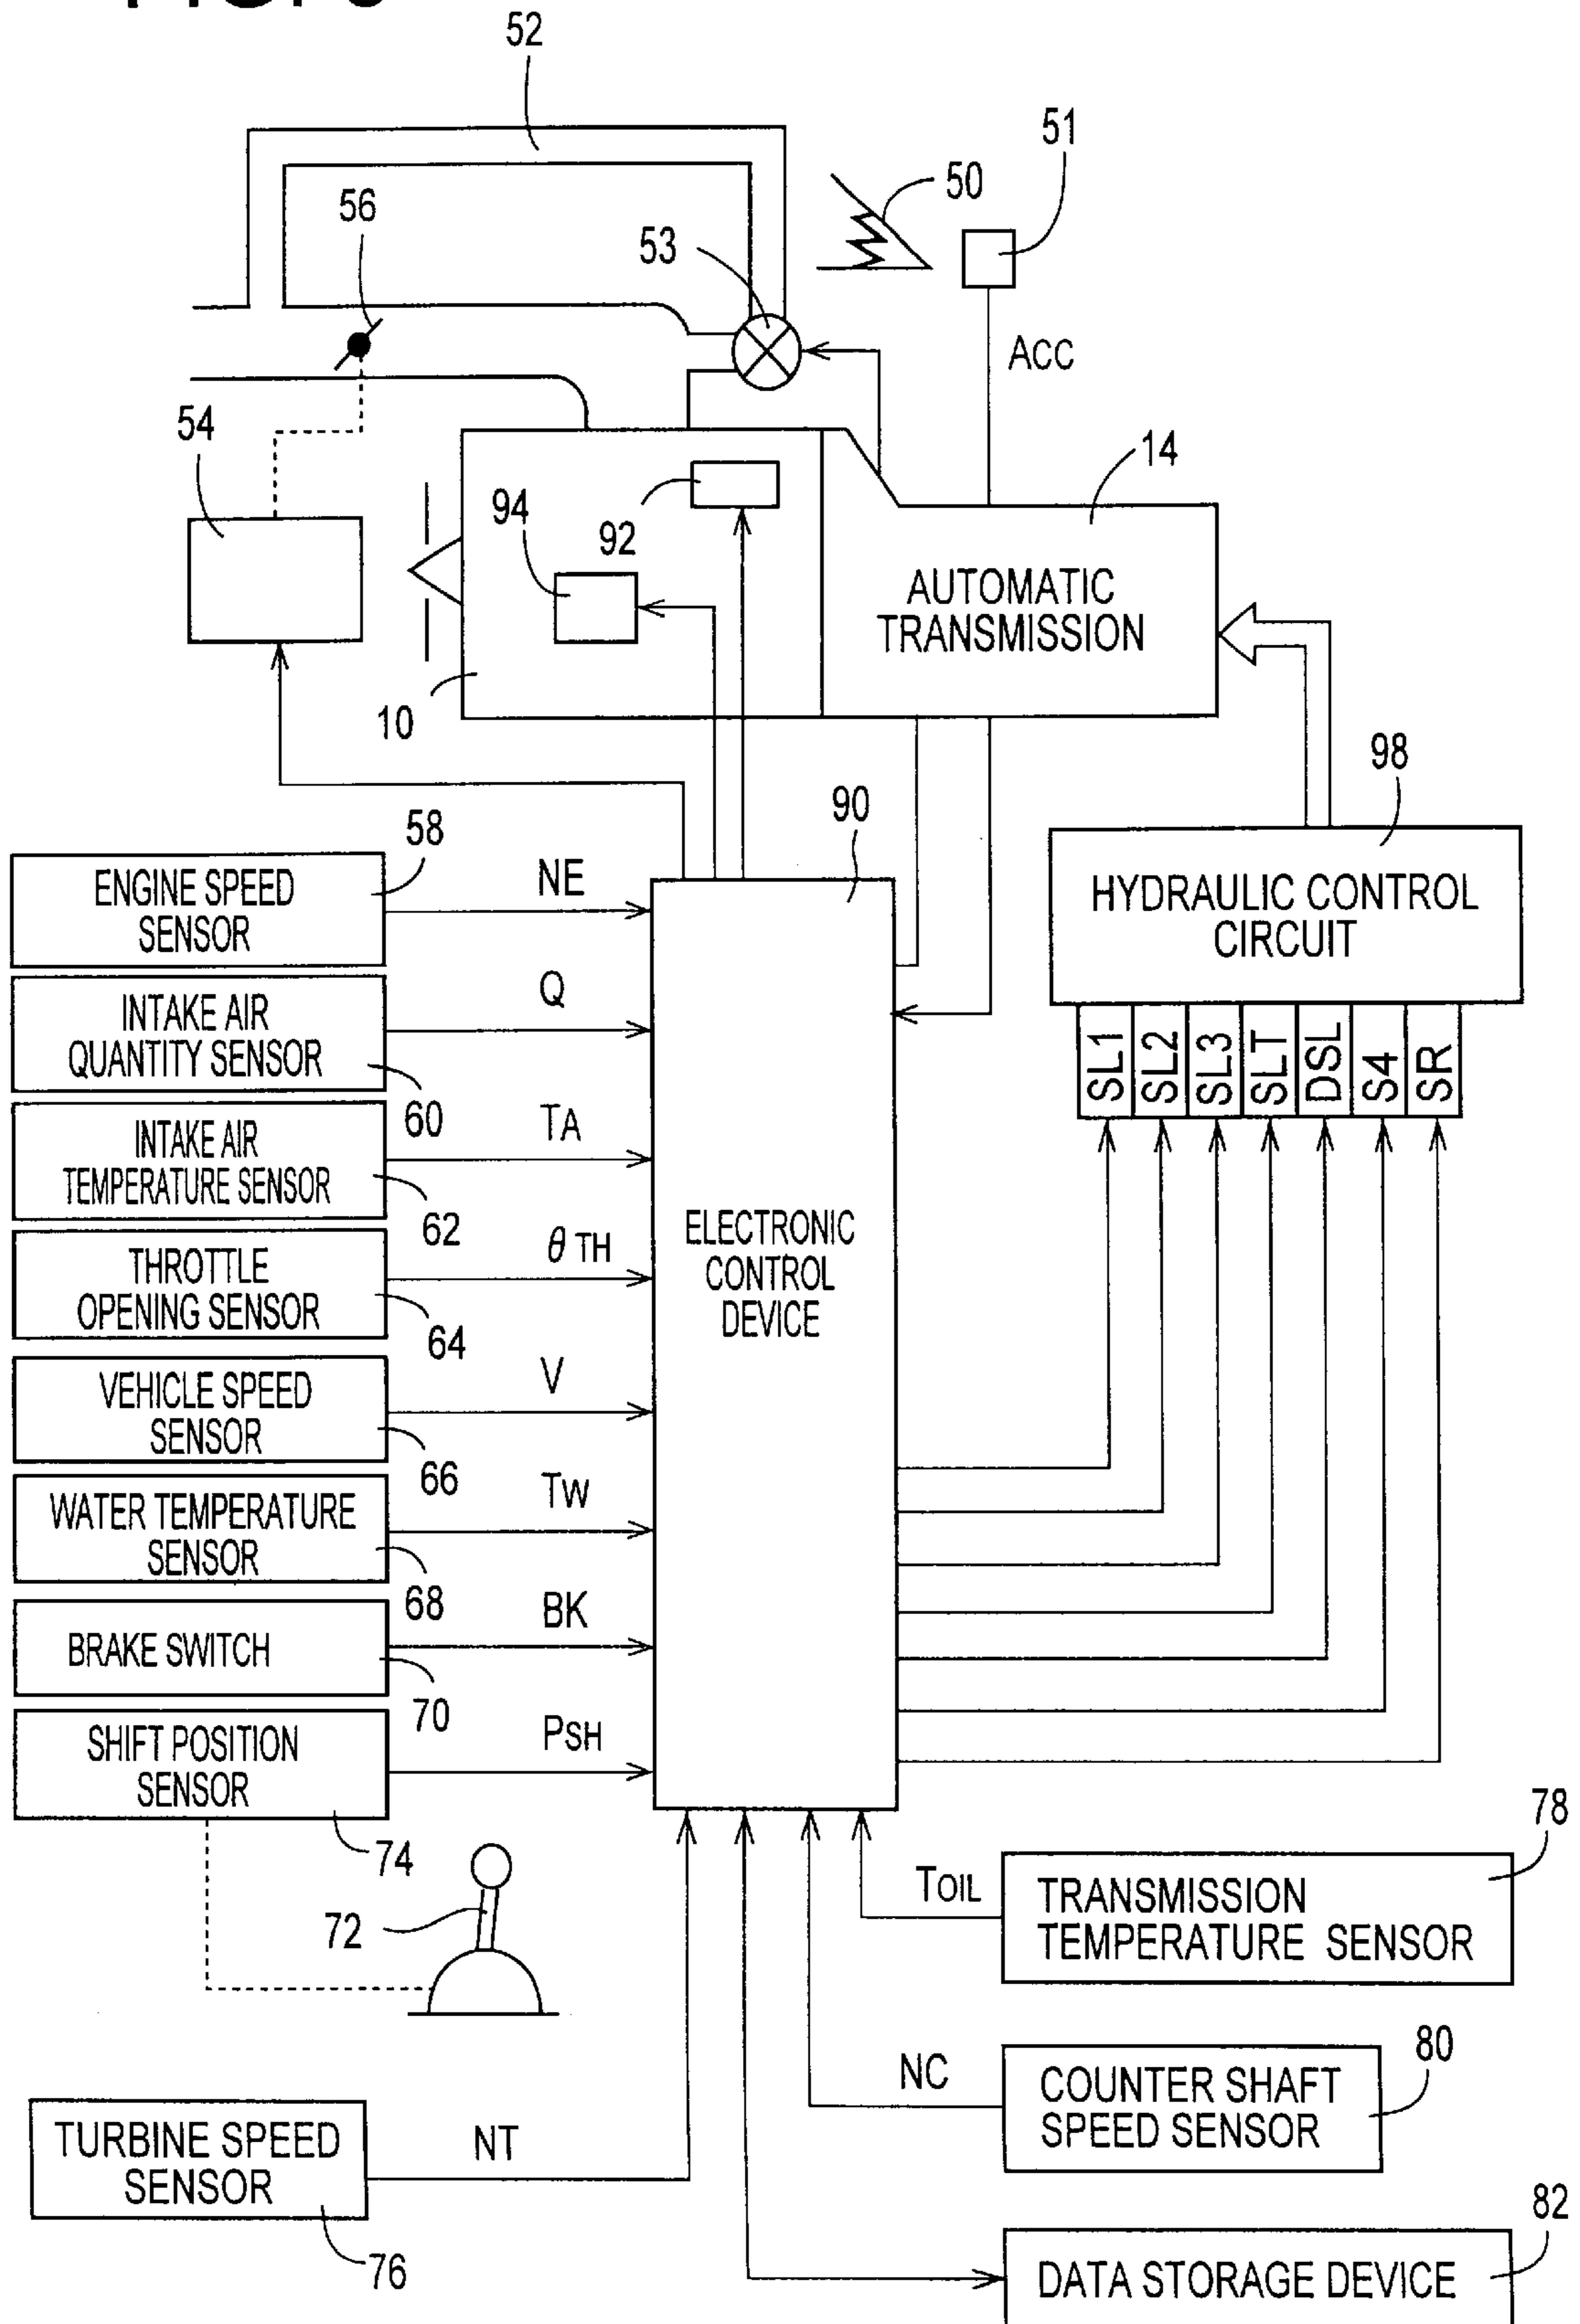 52
51
50
56
53
ACC
54
14
94
92
AUTOMATIC
TRANSMISSION
10
98
90
58
ENGINE SPEED
SENSOR
NE
HYDRAULIC CONTROL
CIRCUIT
INTAKE AIR
QUANTITY SENSOR
Q
60
SL1
SL2
SL3
SLT
DSL
S4
SR
INTAKE AIR
TEMPERATURE SENSOR
TA
62
ELECTRONIC
CONTROL
DEVICE
THROTTLE
OPENING SENSOR
θ TH
64
VEHICLE SPEED
SENSOR
V
66
WATER TEMPERATURE
SENSOR
TW
68
BRAKE SWITCH
BK
70
SHIFT POSITION
SENSOR
PSH
74
72
78
TOIL
TRANSMISSION
TEMPERATURE SENSOR
80
NC
COUNTER SHAFT
SPEED SENSOR
TURBINE SPEED
SENSOR
NT
76
82
DATA STORAGE DEVICE